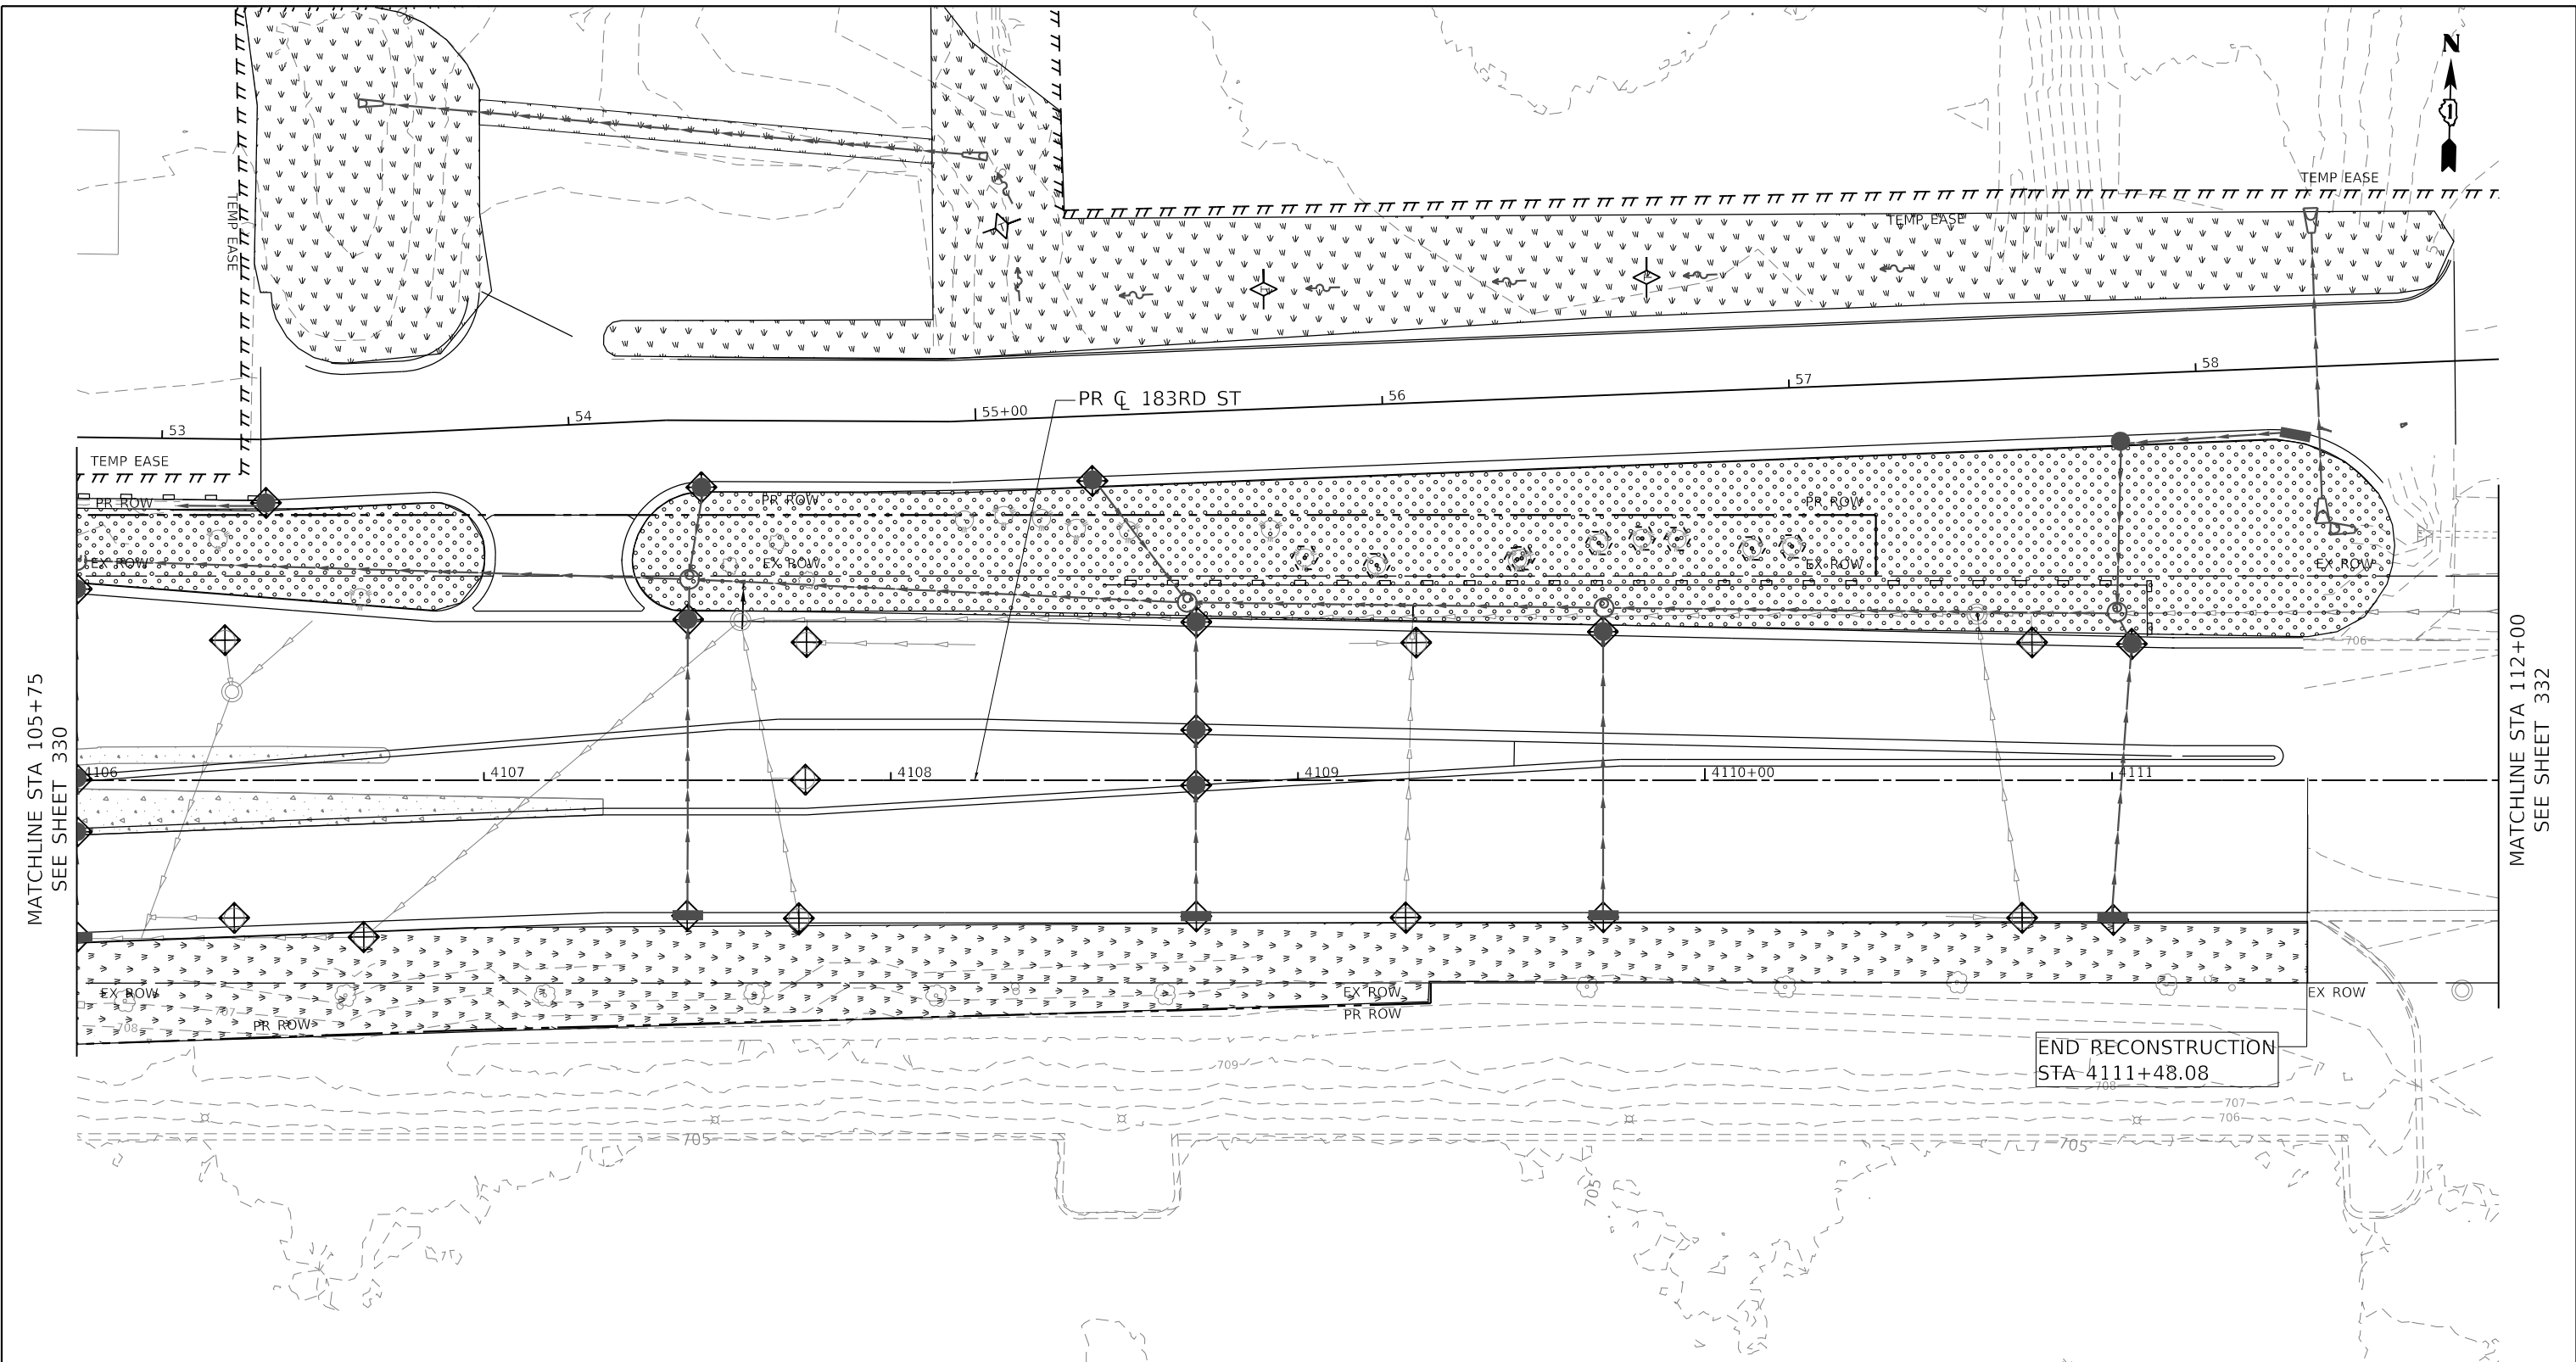 N
1
TEMP EASE
TEMP EASE
TEMP EASE
58
57
PR ℄ 183RD ST
56
55+00
54
53
TEMP EASE
PR ROW
PR ROW
PR ROW
EX ROW
EX ROW
EX ROW
EX ROW
706
MATCHLINE STA 105+75
SEE SHEET 330
MATCHLINE STA 112+00
SEE SHEET 332
4106
4107
4108
4109
4110+00
4111
EX ROW
EX ROW
EX ROW
707
708
PR ROW
PR ROW
END RECONSTRUCTION
STA 4111+48.08
709
708
707
706
705
705
705